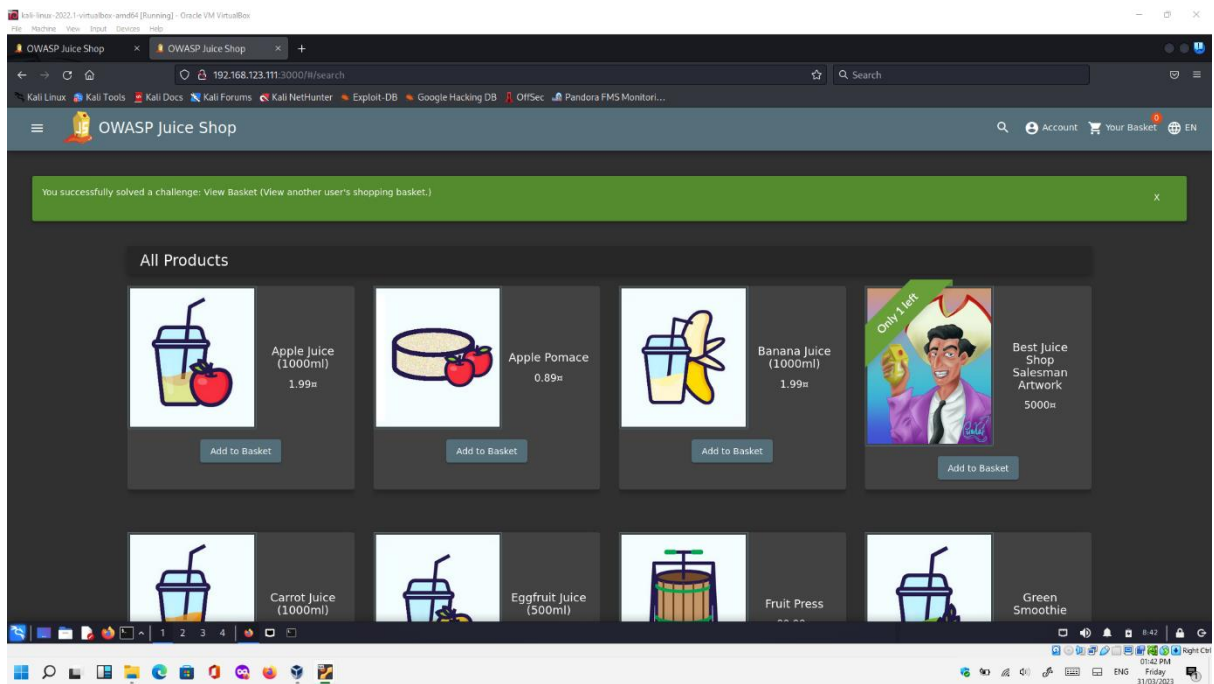 kali-linux-2022.1-virtualbox-amd64 [Running] - Oracle VM VirtualBox
File Machine View Input Devices Help
OWASP Juice Shop × OWASP Juice Shop × +
192.168.123.111:3000/#/search Search
Kali Linux Kali Tools Kali Docs Kali Forums Kali NetHunter Exploit-DB Google Hacking DB OffSec Pandora FMS Monitori...
OWASP Juice Shop Account Your Basket 0 EN
You successfully solved a challenge: View Basket (View another user's shopping basket.) X
All Products
Only 1 left
Apple Juice
(1000ml)
1.99¤
Add to Basket
Apple Pomace
0.89¤
Add to Basket
Banana Juice
(1000ml)
1.99¤
Add to Basket
Best Juice
Shop
Salesman
Artwork
5000¤
Add to Basket
Carrot Juice
(1000ml)
Eggfruit Juice
(500ml)
Fruit Press
Green
Smoothie
1 2 3 4 8:42
Right Ctrl
ENG
01:42 PM
Friday
31/03/2023